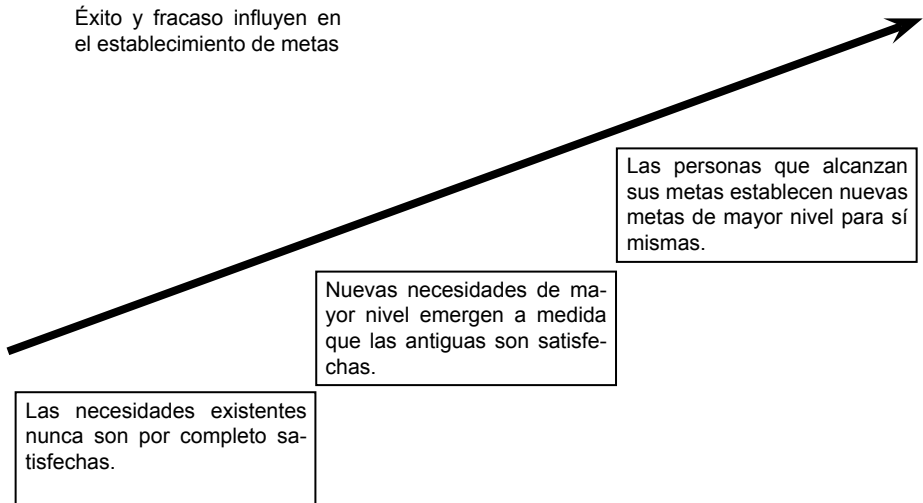 Éxito y fracaso influyen en
el establecimiento de metas
Las personas que alcanzan
sus metas establecen nuevas
metas de mayor nivel para sí
mismas.
Nuevas necesidades de ma-
yor nivel emergen a medida
que las antiguas son satisfe-
chas.
Las necesidades existentes
nunca son por completo sa-
tisfechas.